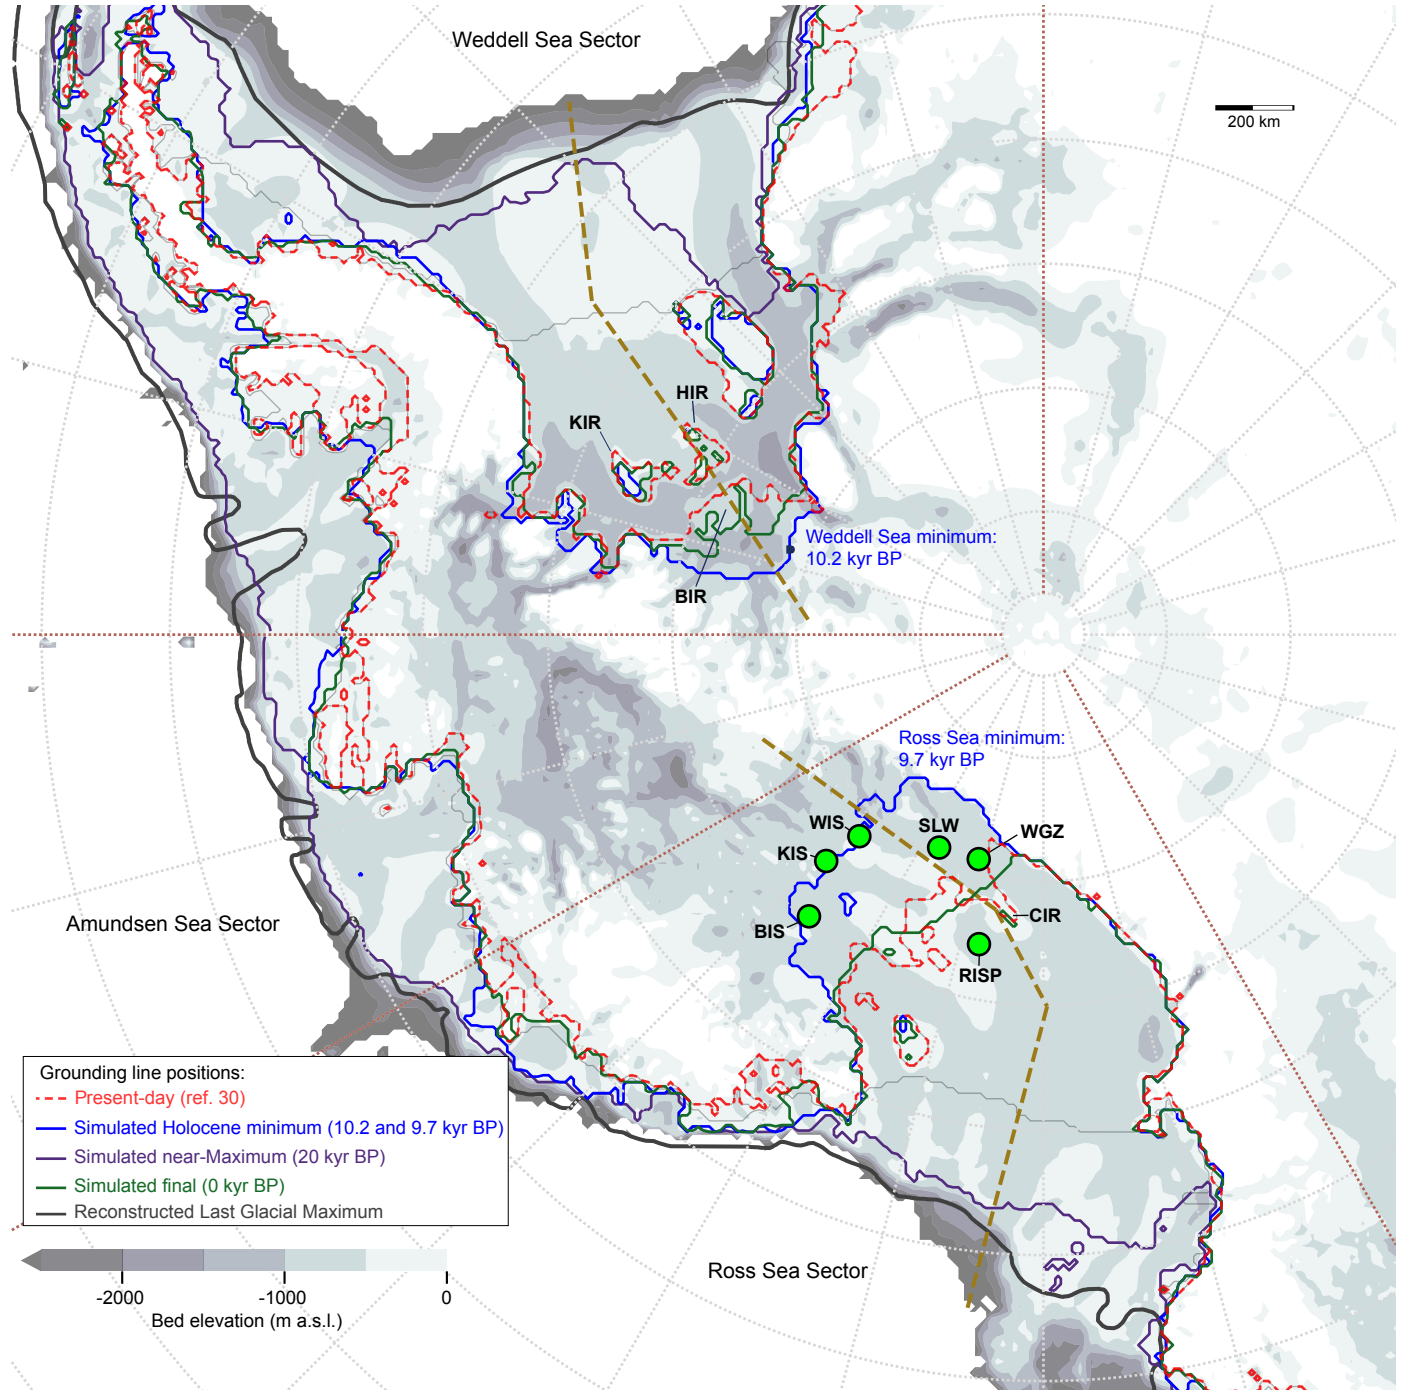 Weddell Sea Sector
200 km
HIR
KIR
Weddell Sea minimum:
10.2 kyr BP
BIR
Ross Sea minimum:
9.7 kyr BP
WIS
SLW
WGZ
KIS
CIR
BIS
RISP
Amundsen Sea Sector
Grounding line positions:
Present-day (ref. 30)
Simulated Holocene minimum (10.2 and 9.7 kyr BP)
Simulated near-Maximum (20 kyr BP)
Simulated final (0 kyr BP)
Reconstructed Last Glacial Maximum
Ross Sea Sector
-2000 -1000 0
Bed elevation (m a.s.l.)